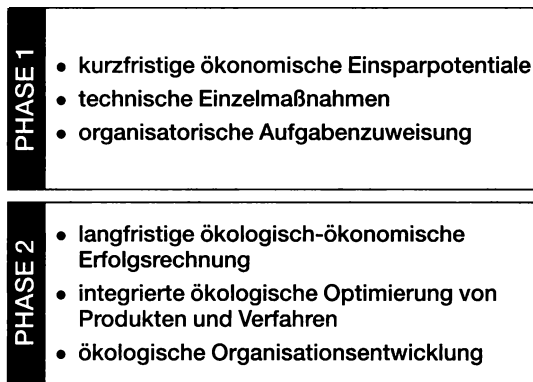 PHASE 1
• kurzfristige ökonomische Einsparpotentiale
• technische Einzelmaßnahmen
• organisatorische Aufgabenzuweisung
PHASE 2
• langfristige ökologisch-ökonomische
Erfolgsrechnung
• integrierte ökologische Optimierung von
Produkten und Verfahren
• ökologische Organisationsentwicklung